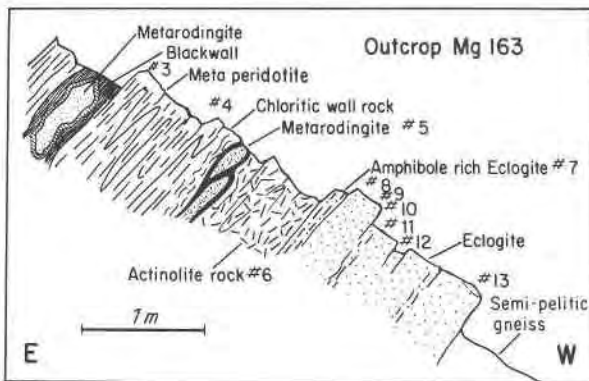 Outcrop Mg 163
Metarodingite
Blackwall
#3
Meta peridotite
#4
Chloritic wall rock
Metarodingite #5
Amphibole rich Eclogite #7
#8
#9
#10
#11
#12
Eclogite
Actinolite rock #6
#13
Semi-pelitic
gneiss
1m
E
W